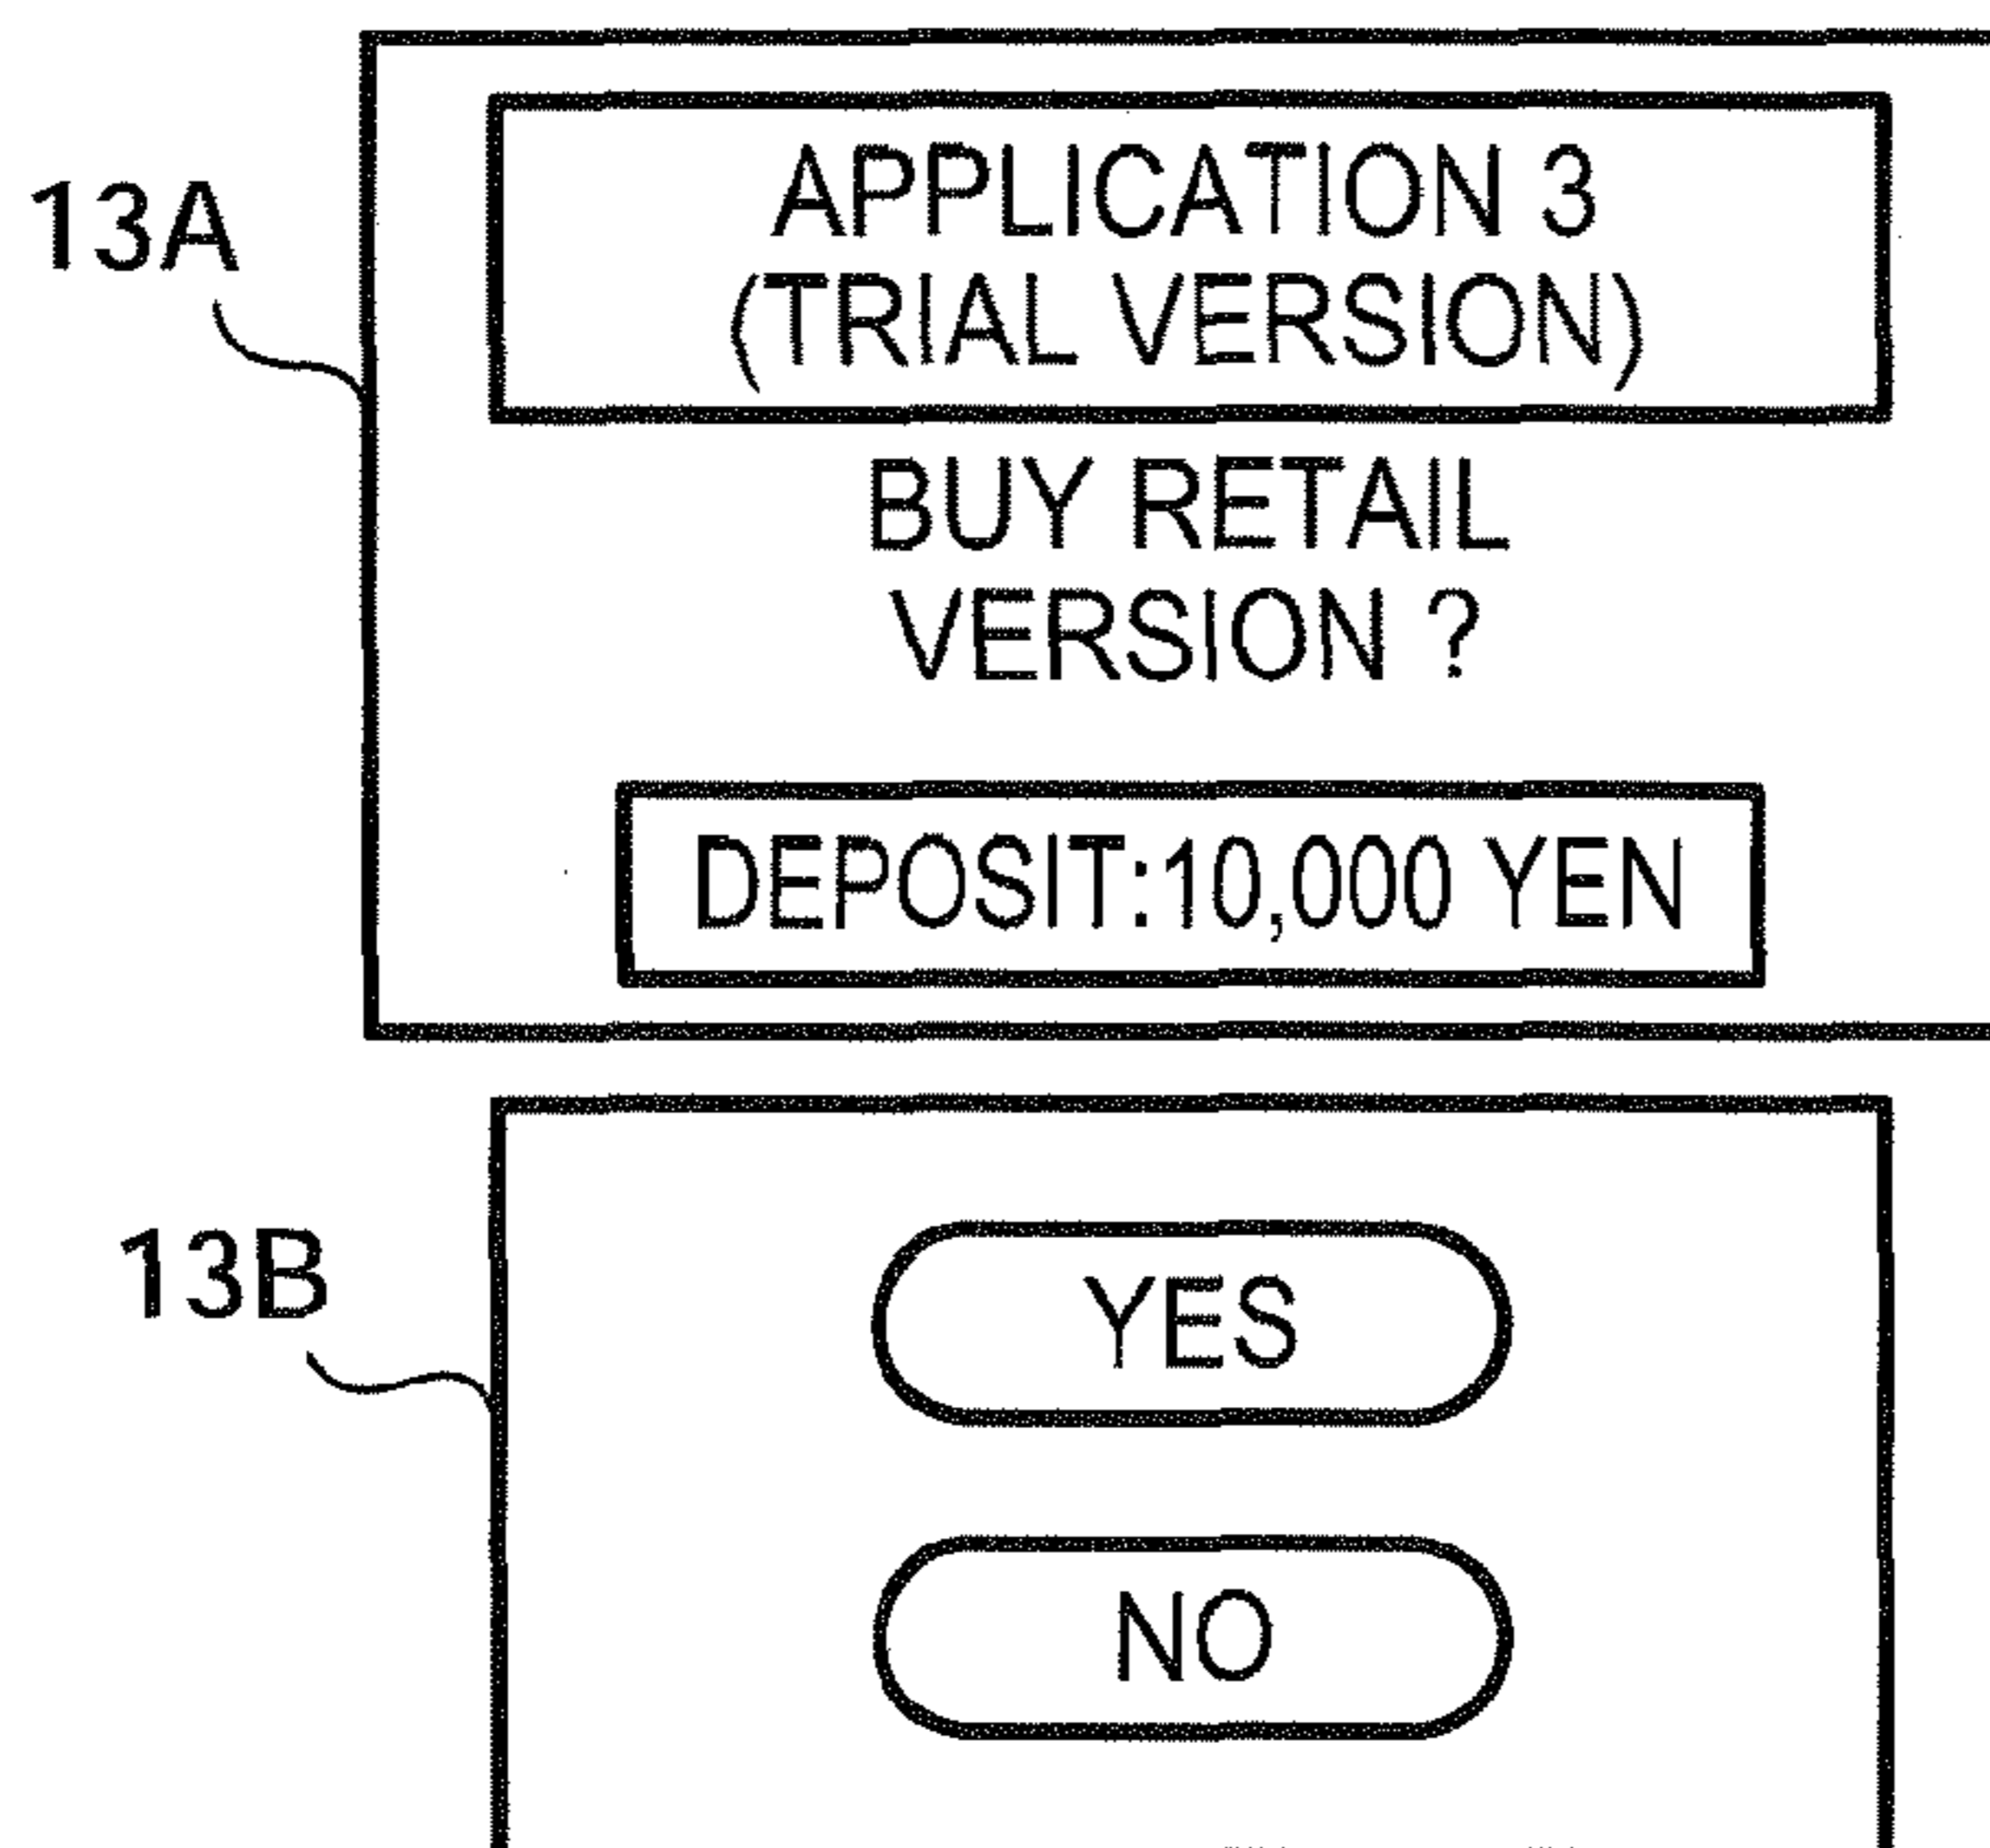 13A
APPLICATION 3
(TRIAL VERSION)
BUY RETAIL
VERSION ?
DEPOSIT:10,000 YEN
13B
YES
NO